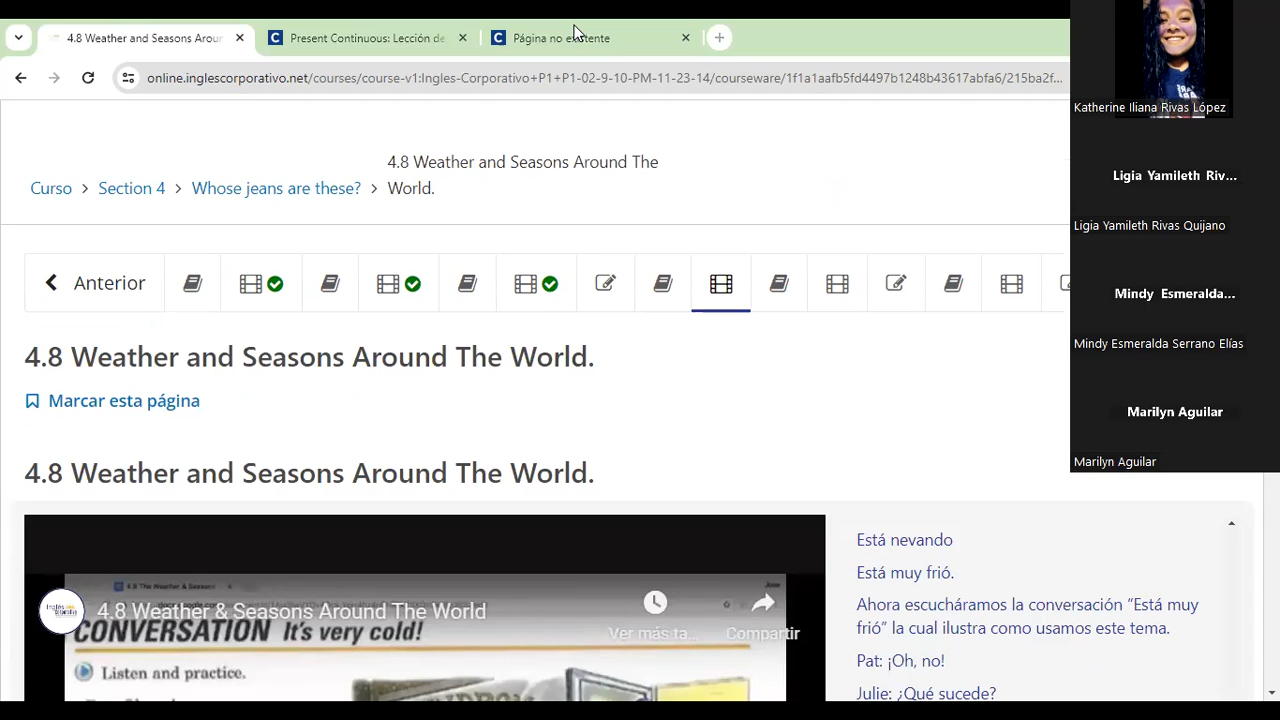 4.8 Weather and Seasons Aroun
Present Continuous: Lección de
Página no existente
online.inglescorporativo.net/courses/course-v1:Ingles-Corporativo+P1+P1-02-9-10-PM-11-23-14/courseware/1f1a1aafb5fd4497b1248b43617abfa6/215ba2f...
Katherine Iliana Rivas López
4.8 Weather and Seasons Around The
World.
Curso > Section 4 > Whose jeans are these? >
Ligia Yamileth Riv...
Ligia Yamileth Rivas Quijano
Anterior
Mindy Esmeralda...
Mindy Esmeralda Serrano Elías
4.8 Weather and Seasons Around The World.
Marcar esta página
Marilyn Aguilar
Marilyn Aguilar
4.8 Weather and Seasons Around The World.
Está nevando
Está muy frió.
Ahora escucháramos la conversación “Está muy
frió” la cual ilustra como usamos este tema.
Pat: ¡Oh, no!
Julie: ¿Qué sucede?
4.8 Weather & Seasons Around The World
Ver más ta...
Compartir
CONVERSATION It's very cold!
Listen and practice.